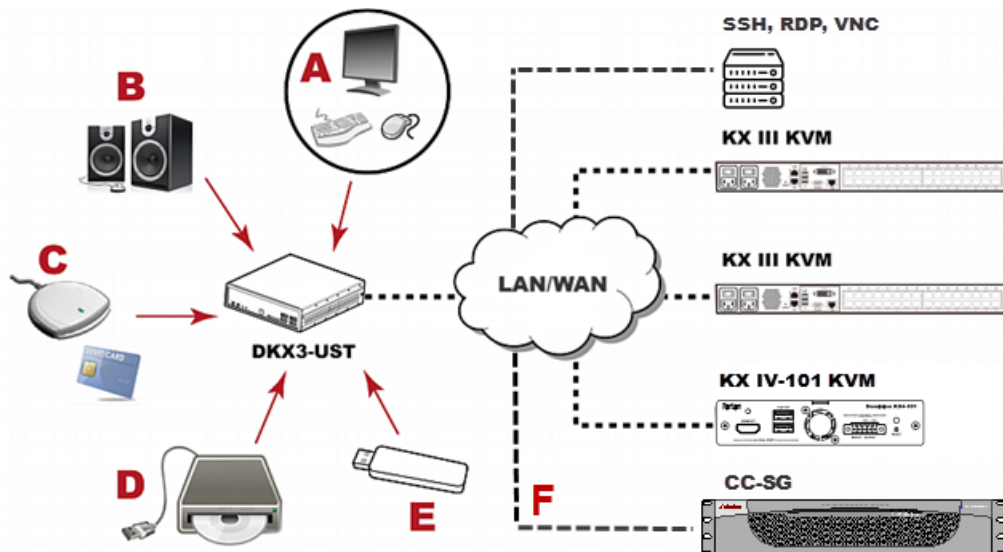 SSH, RDP, VNC
A
B
KX III KVM
C
LAN/WAN
KX III KVM
DKX3-UST
KX IV-101 KVM
D
E
F
CC-SG